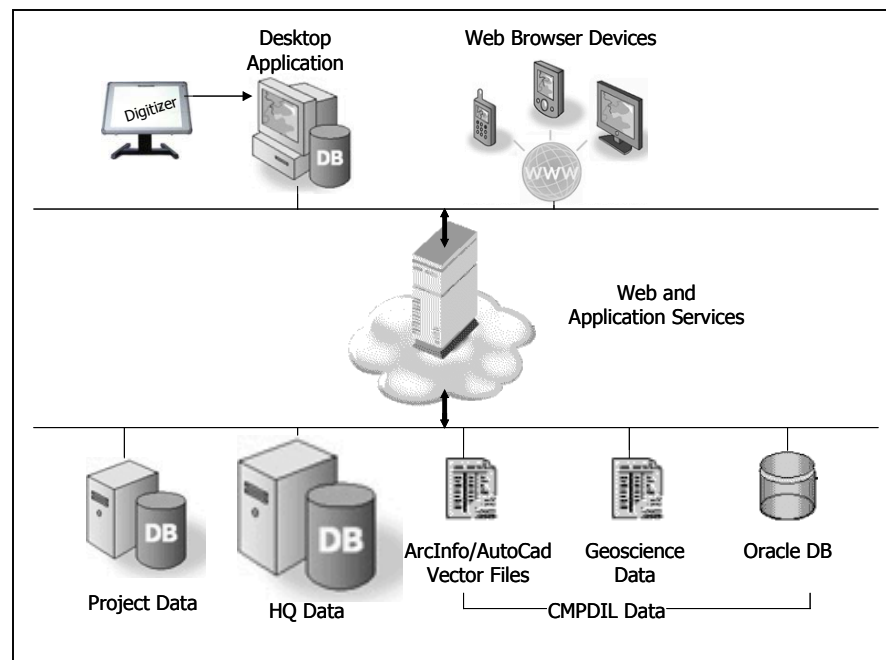 Desktop
Application
Web Browser Devices
Digitizer
DB
WWW
Web and
Application Services
DB
DB
ArcInfo/AutoCad
Vector Files
Geoscience
Data
Oracle DB
Project Data
HQ Data
CMPDIL Data